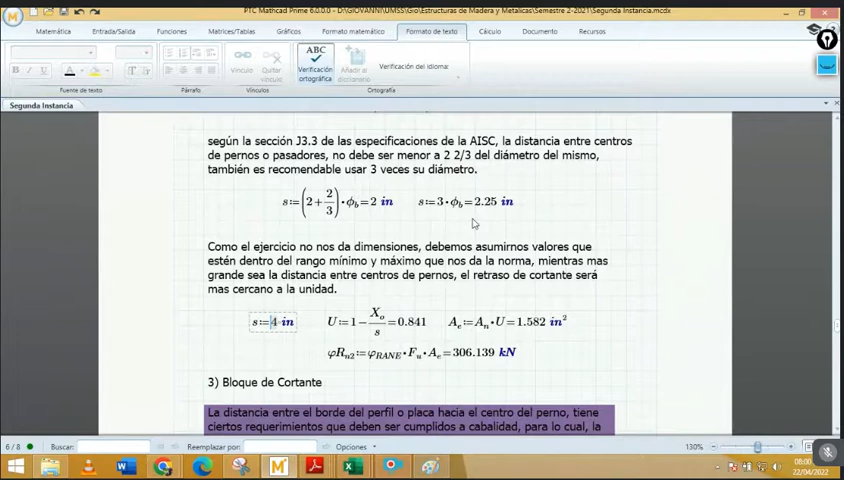 PTC Mathcad Prime 6.0.0.0 - D:\GIOVANNI\UMSS\Gio\Estructuras de Madera y Metalicas\Semestre 2-2021\Segunda Instancia.mcdx
Matemática Entrada/Salida Funciones Matrices/Tablas Gráficos Formato matemático Formato de texto Cálculo Documento Recursos
Vínculo Quitar vínculo ABC Verificación ortográfica Añadir al diccionario Verificación del idioma:
Fuente de texto Párrafo Vínculos Ortografía
Segunda Instancia
según la sección J3.3 de las especificaciones de la AISC, la distancia entre centros
de pernos o pasadores, no debe ser menor a 2 2/3 del diámetro del mismo,
también es recomendable usar 3 veces su diámetro.
s:=(2+2/3)·ϕb=2 in s:=3·ϕb=2.25 in
Como el ejercicio no nos da dimensiones, debemos asumirnos valores que
estén dentro del rango mínimo y máximo que nos da la norma, mientras mas
grande sea la distancia entre centros de pernos, el retraso de cortante será
mas cercano a la unidad.
s:=4 in U:=1-Xo/s=0.841 Ae:=An·U=1.582 in²
φRn2:=φRANE·Fu·Ae=306.139 kN
3) Bloque de Cortante
La distancia entre el borde del perfil o placa hacia el centro del perno, tiene
ciertos requerimientos que deben ser cumplidos a cabalidad, para lo cual, la
6 / 8 Buscar: Reemplazar por: Opciones 130%
08:00
22/04/2022